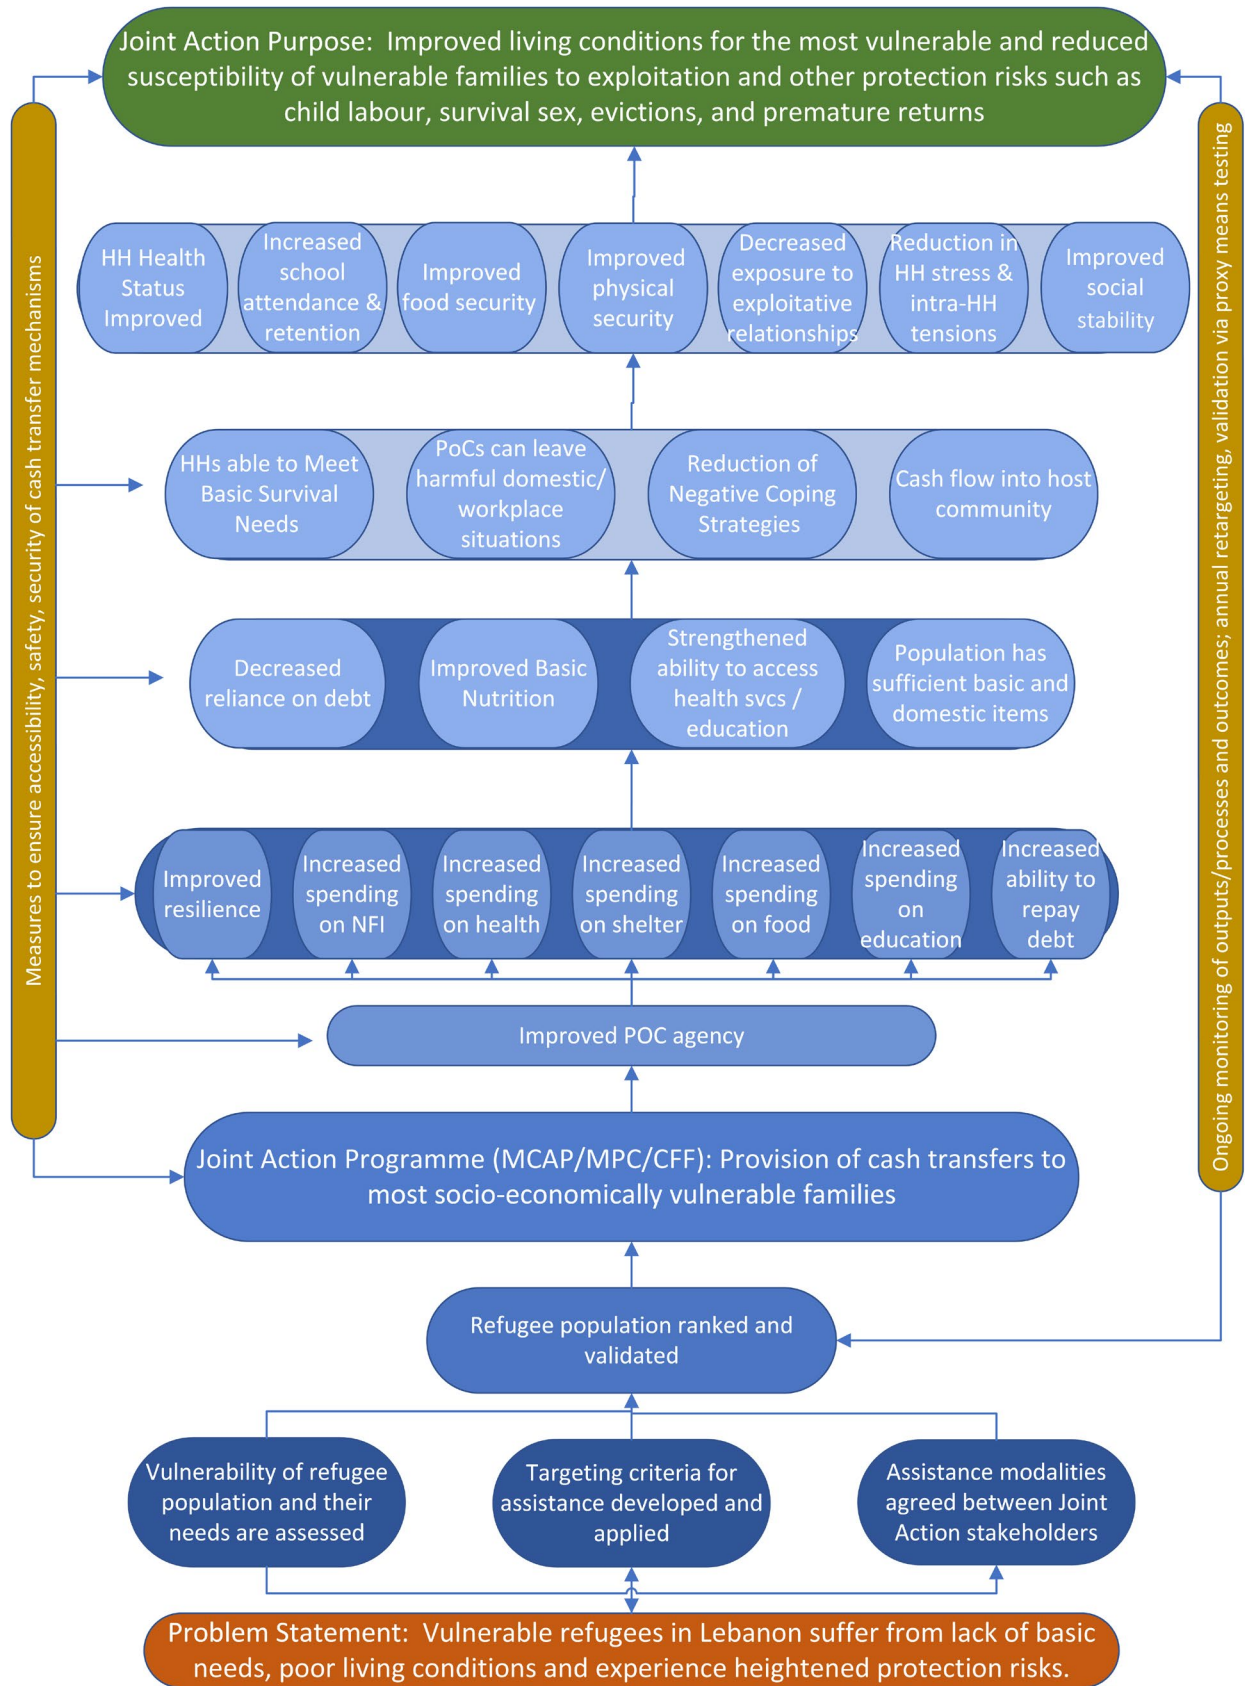 Joint Action Purpose: Improved living conditions for the most vulnerable and reduced
susceptibility of vulnerable families to exploitation and other protection risks such as
child labour, survival sex, evictions, and premature returns
Measures to ensure accessibility, safety, security of cash transfer mechanisms
Ongoing monitoring of outputs/processes and outcomes; annual retargeting, validation via proxy means testing
HH Health
Status
Improved
Increased
school
attendance &
retention
Improved
food security
Improved
physical
security
Decreased
exposure to
exploitative
relationships
Reduction in
HH stress &
intra-HH
tensions
Improved
social
stability
HHs able to Meet
Basic Survival
Needs
PoCs can leave
harmful domestic/
workplace
situations
Reduction of
Negative Coping
Strategies
Cash flow into host
community
Decreased
reliance on debt
Improved Basic
Nutrition
Strengthened
ability to access
health svcs /
education
Population has
sufficient basic and
domestic items
Improved
resilience
Increased
spending
on NFI
Increased
spending
on health
Increased
spending
on shelter
Increased
spending
on food
Increased
spending
on
education
Increased
ability to
repay
debt
Improved POC agency
Joint Action Programme (MCAP/MPC/CFF): Provision of cash transfers to
most socio-economically vulnerable families
Refugee population ranked and
validated
Vulnerability of refugee
population and their
needs are assessed
Targeting criteria for
assistance developed and
applied
Assistance modalities
agreed between Joint
Action stakeholders
Problem Statement: Vulnerable refugees in Lebanon suffer from lack of basic
needs, poor living conditions and experience heightened protection risks.